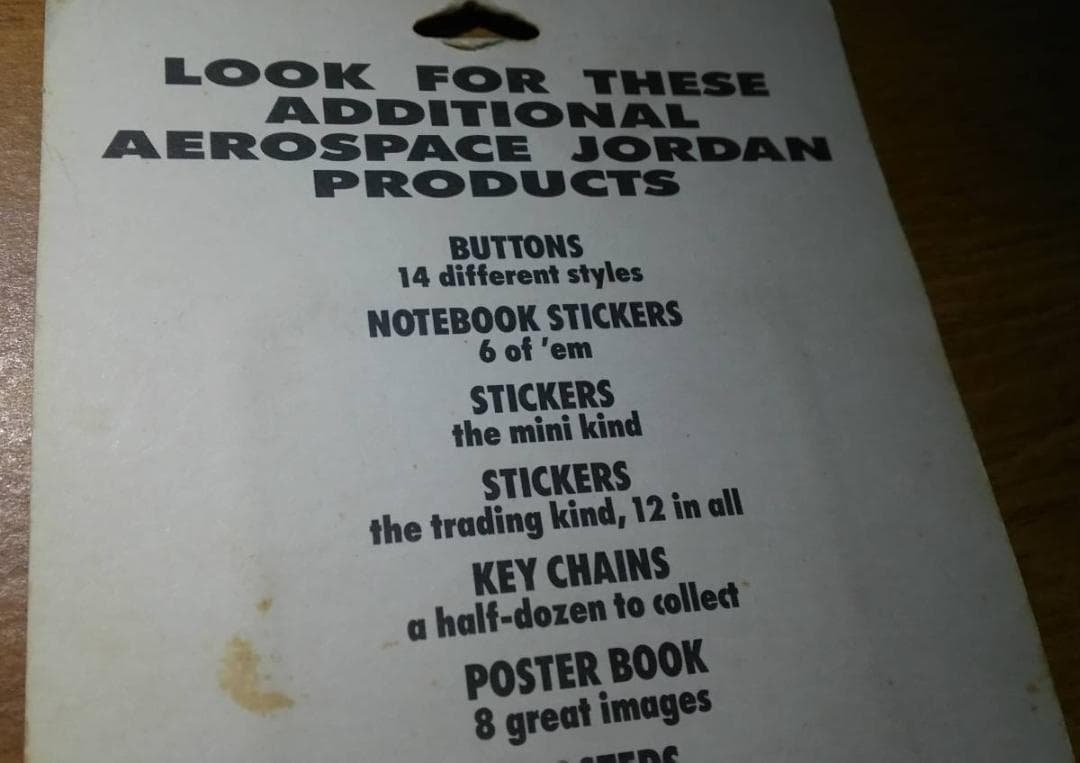 LOOK FOR THESE
ADDITIONAL
AEROSPACE JORDAN
PRODUCTS
BUTTONS
14 different styles
NOTEBOOK STICKERS
6 of 'em
STICKERS
the mini kind
STICKERS
the trading kind, 12 in all
KEY CHAINS
a half-dozen to collect
POSTER BOOK
8 great images